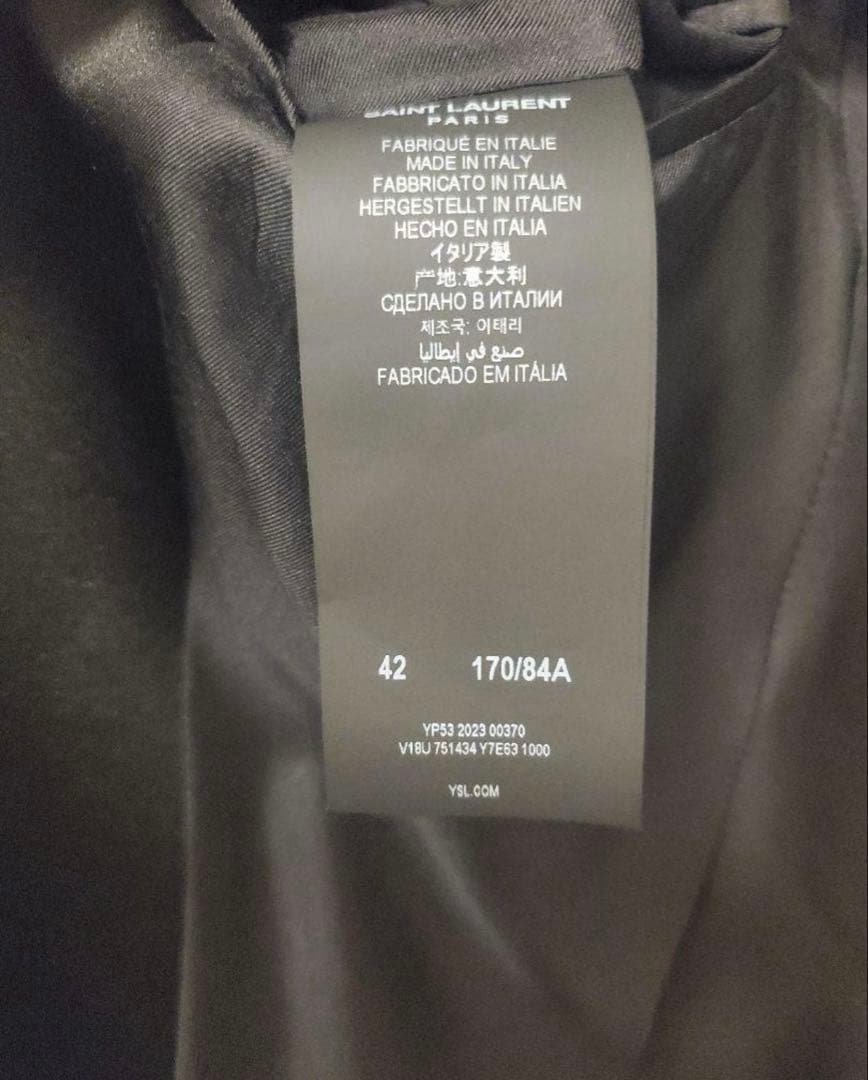 SAINT LAURENT
PARIS
FABRIQUÉ EN ITALIE
MADE IN ITALY
FABBRICATO IN ITALIA
HERGESTELLT IN ITALIEN
HECHO EN ITALIA
イタリア製
产地:意大利
СДЕЛАНО В ИТАЛИИ
제조국: 이태리
صنع في إيطاليا
FABRICADO EM ITÁLIA
42 170/84A
YP53 2023 00370
V18U 751434 Y7E63 1000
YSL.COM